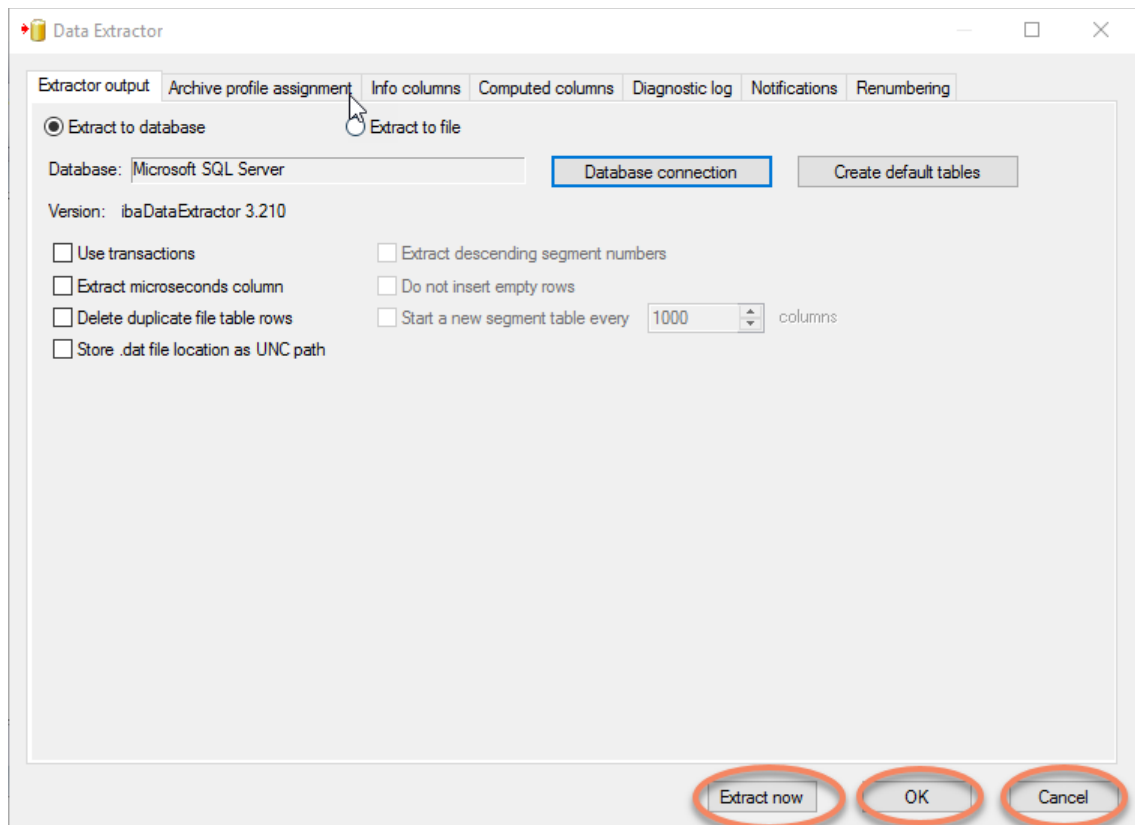 Data Extractor
Extractor output Archive profile assignment Info columns Computed columns Diagnostic log Notifications Renumbering
Extract to database Extract to file
Database: Microsoft SQL Server Database connection Create default tables
Version: ibaDataExtractor 3.210
Use transactions Extract descending segment numbers
Extract microseconds column Do not insert empty rows
Delete duplicate file table rows Start a new segment table every 1000 columns
Store .dat file location as UNC path
Extract now OK Cancel